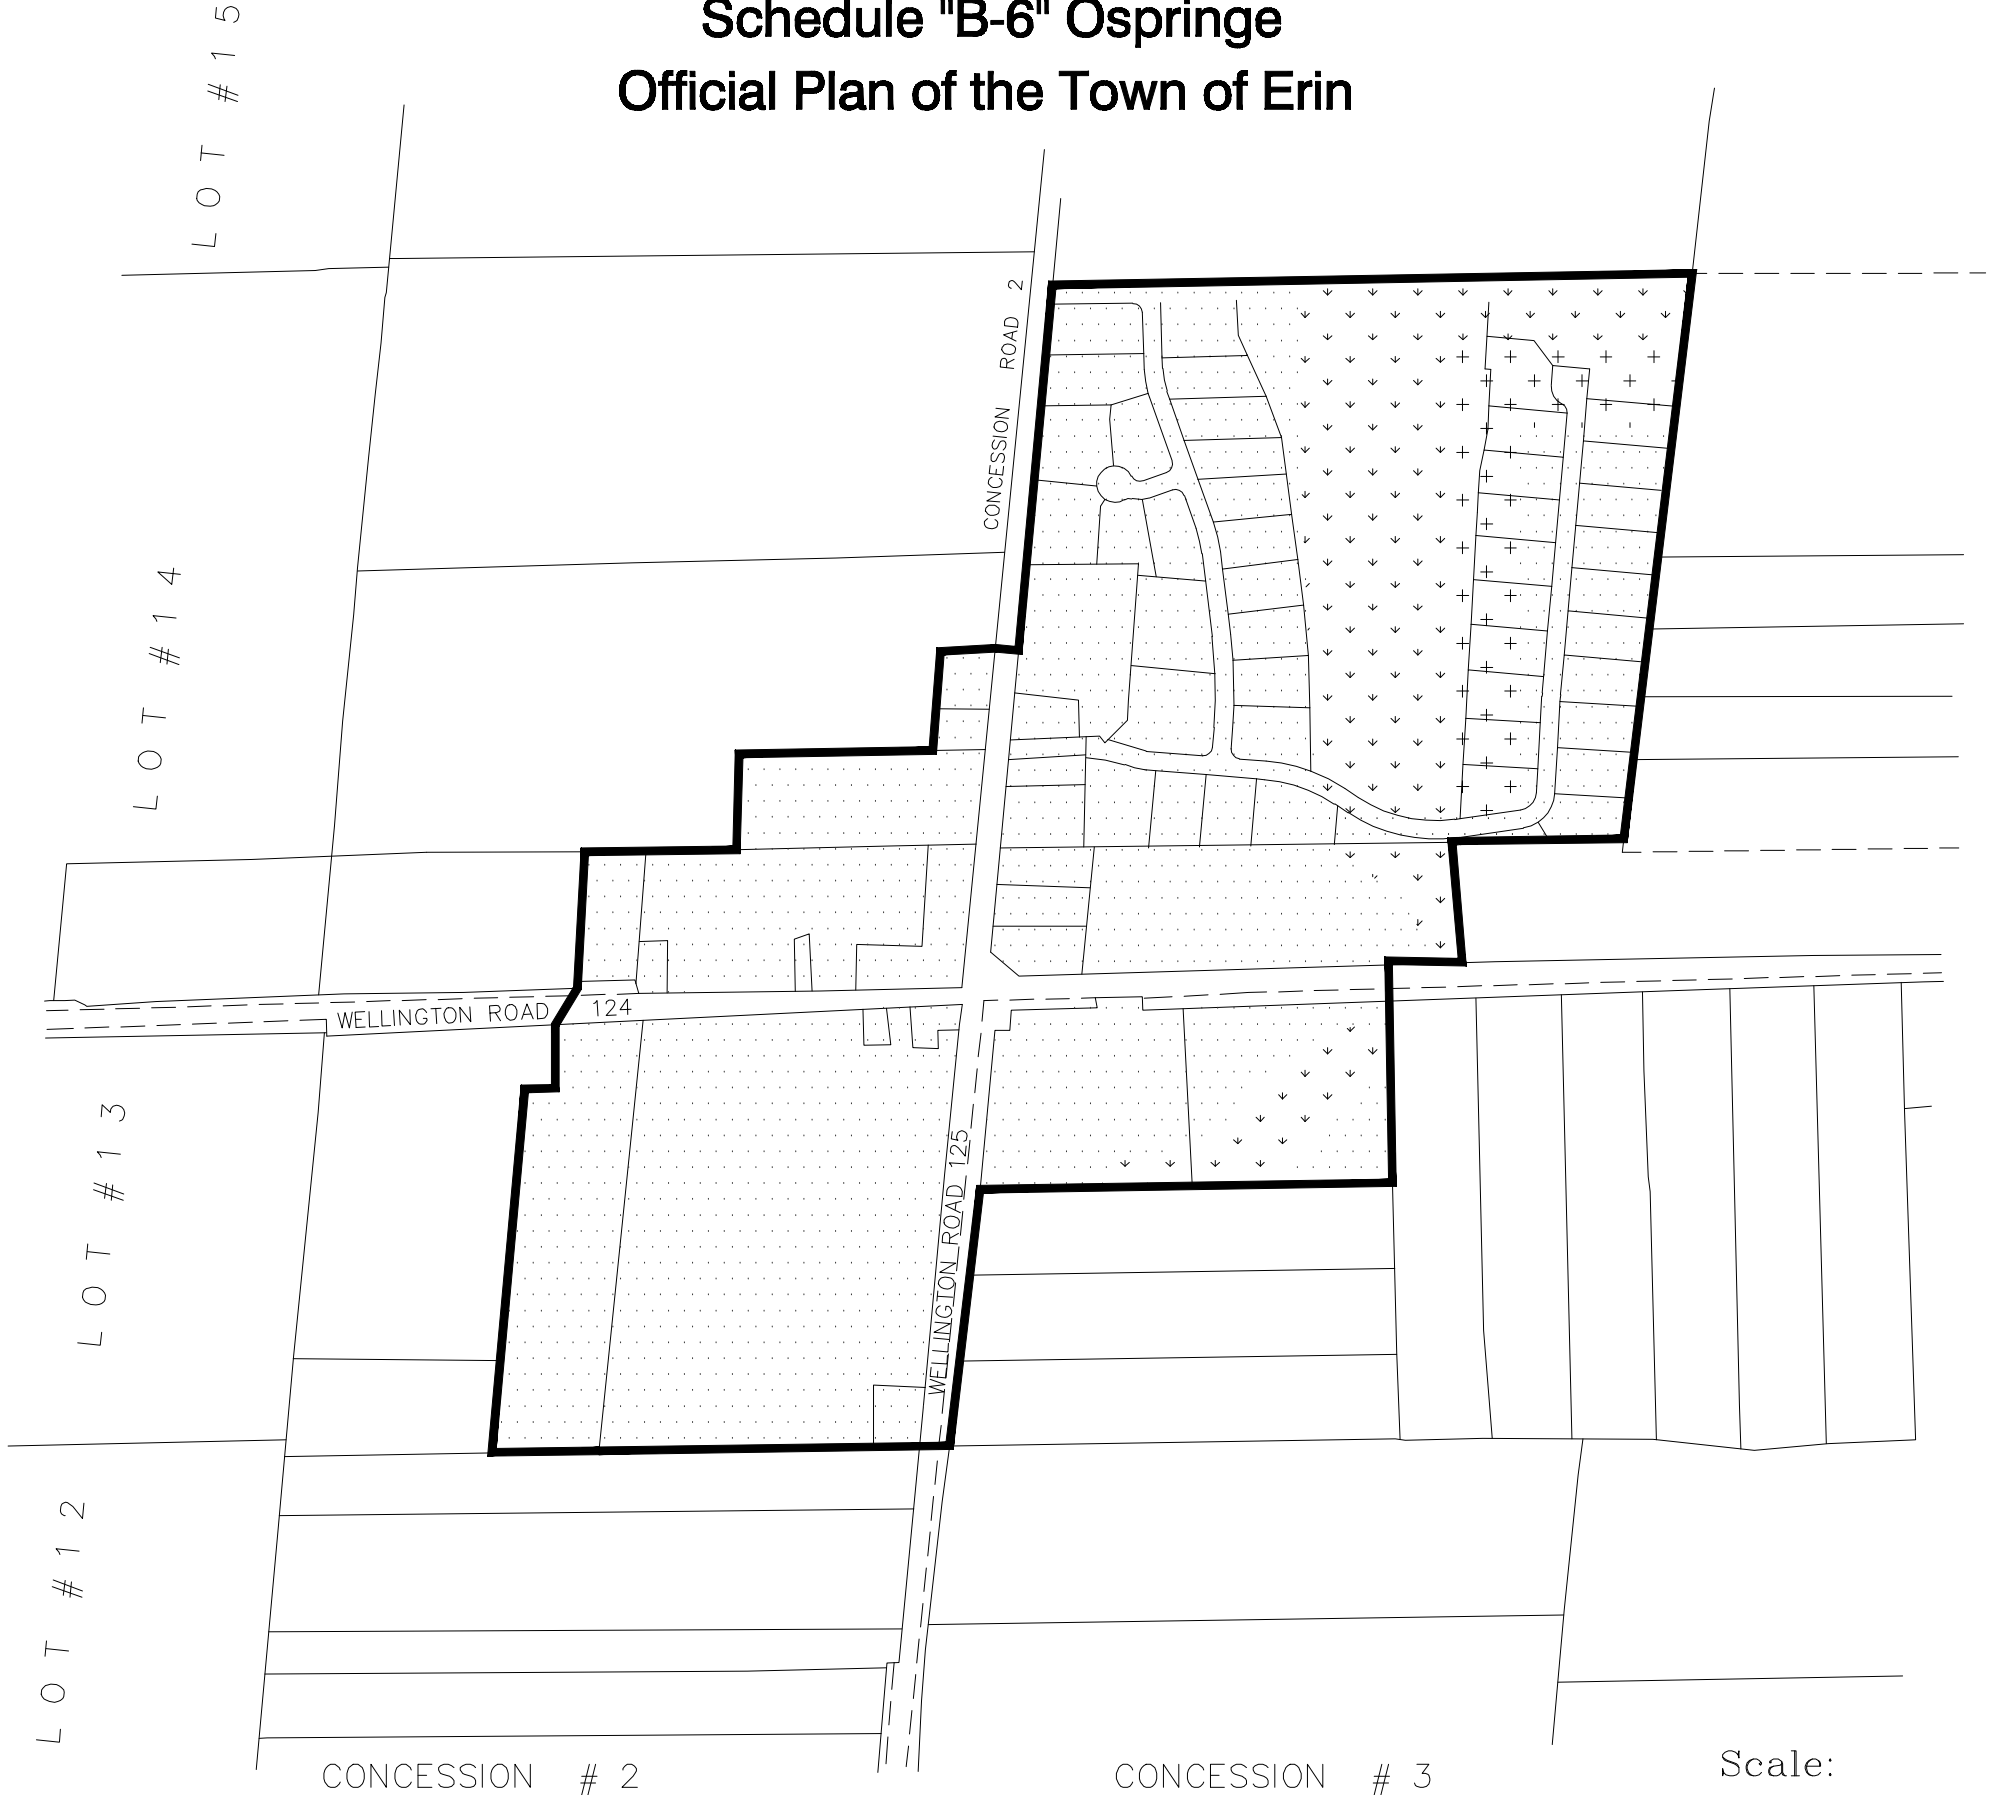 Schedule "B-6" Ospringe
Official Plan of the Town of Erin
LOT #15
CONCESSION ROAD 2
LOT #14
WELLINGTON ROAD 124
LOT #13
WELLINGTON ROAD 125
LOT #12
CONCESSION # 2
CONCESSION # 3
Scale: